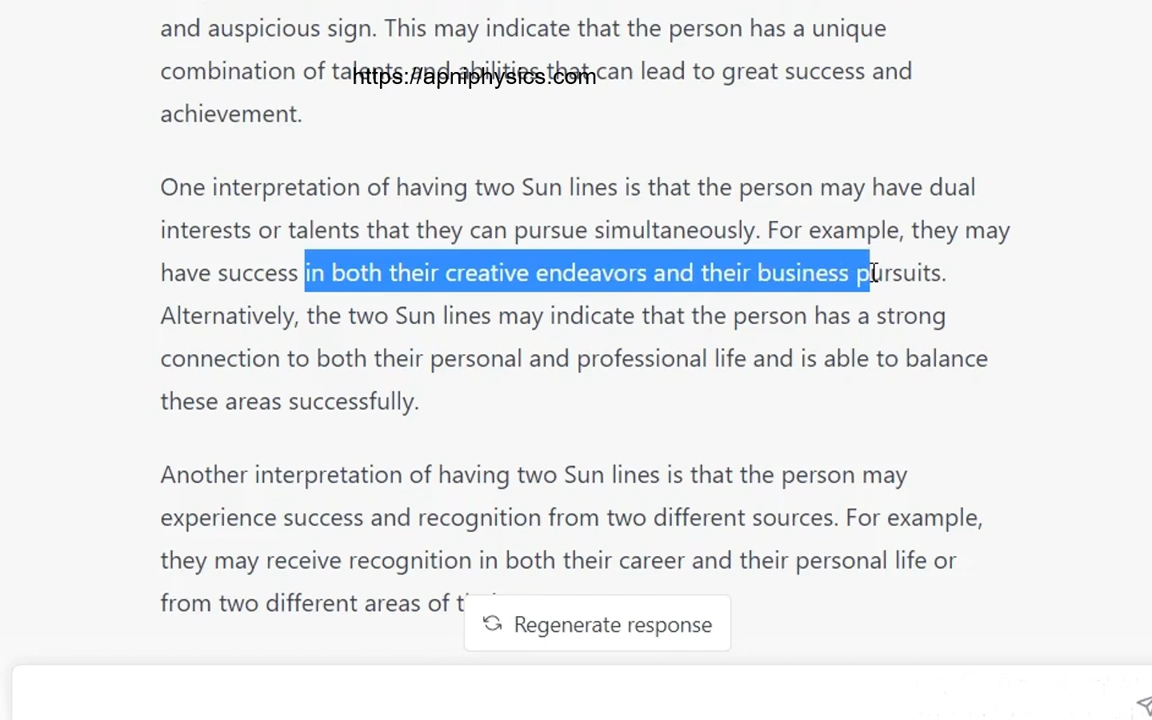 and auspicious sign. This may indicate that the person has a unique
combination of talents and abilities that can lead to great success and
https://apmphysics.com
achievement.
One interpretation of having two Sun lines is that the person may have dual
interests or talents that they can pursue simultaneously. For example, they may
have success in both their creative endeavors and their business pursuits.
Alternatively, the two Sun lines may indicate that the person has a strong
connection to both their personal and professional life and is able to balance
these areas successfully.
Another interpretation of having two Sun lines is that the person may
experience success and recognition from two different sources. For example,
they may receive recognition in both their career and their personal life or
from two different areas of
Regenerate response